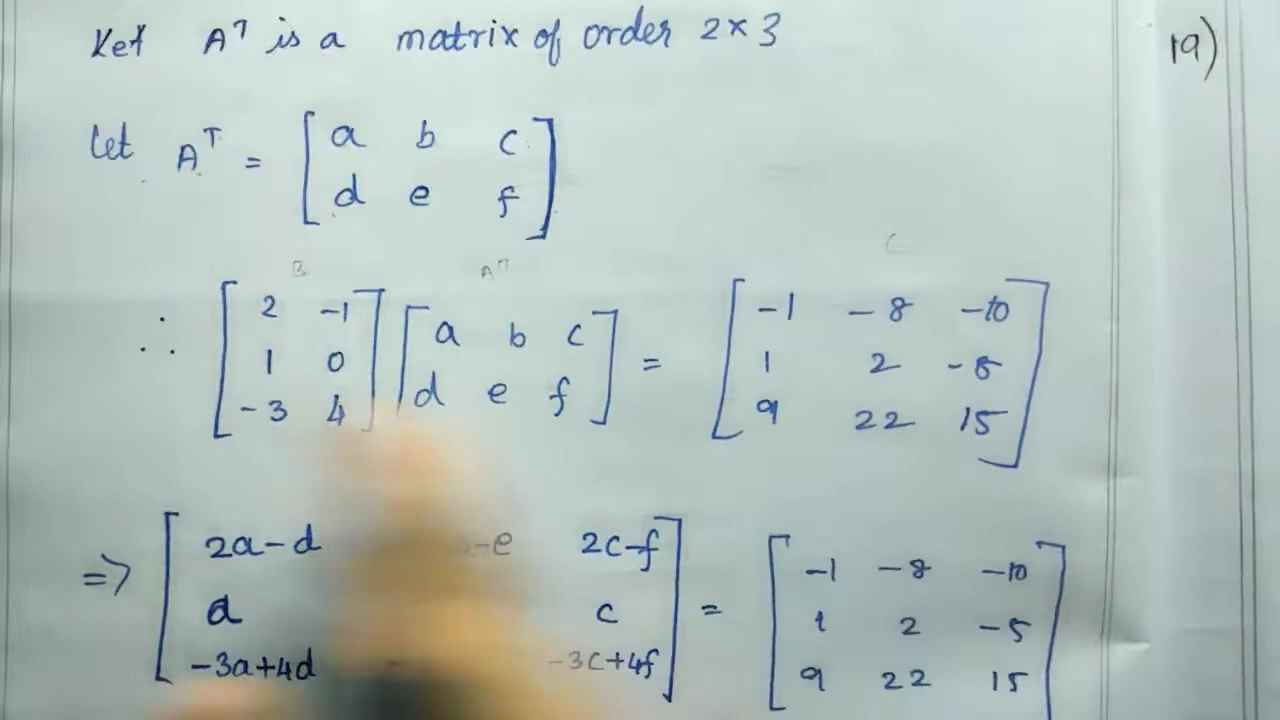 Let A^T is a matrix of order 2×3
19)
Let A^T = [a b c
d e f]
B A^T C
∴ [2 -1 [a b c = [-1 -8 -10
1 0 d e f] 1 2 -5
-3 4] 9 22 15]
=> [2a-d -e 2c-f = [-1 -8 -10
a c 1 2 -5
-3a+4d - -3c+4f] 9 22 15]